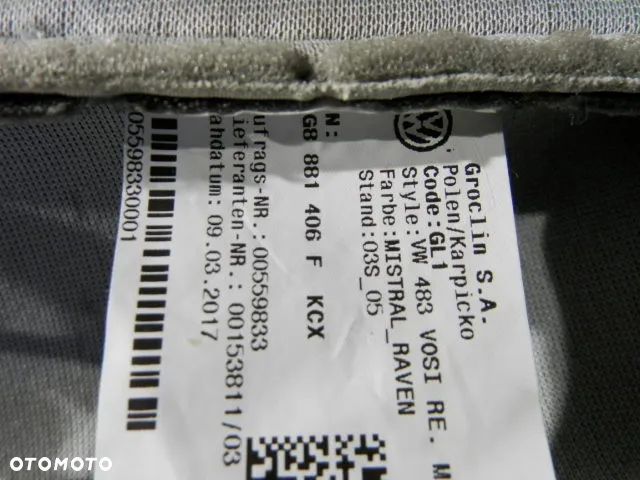 Groclin S.A.
Polen/Karpicko
Code:GL1
Style:VW 483 VOSI RE. M
Farbe:MISTRAL_RAVEN
Stand:03S_05
N:
G8 881 406 F KCX
ufrags-NR.:00559833
ieferanten-NR.: 00153811/03
ahdatum:09.03.2017
05598330001
OTOMOTO